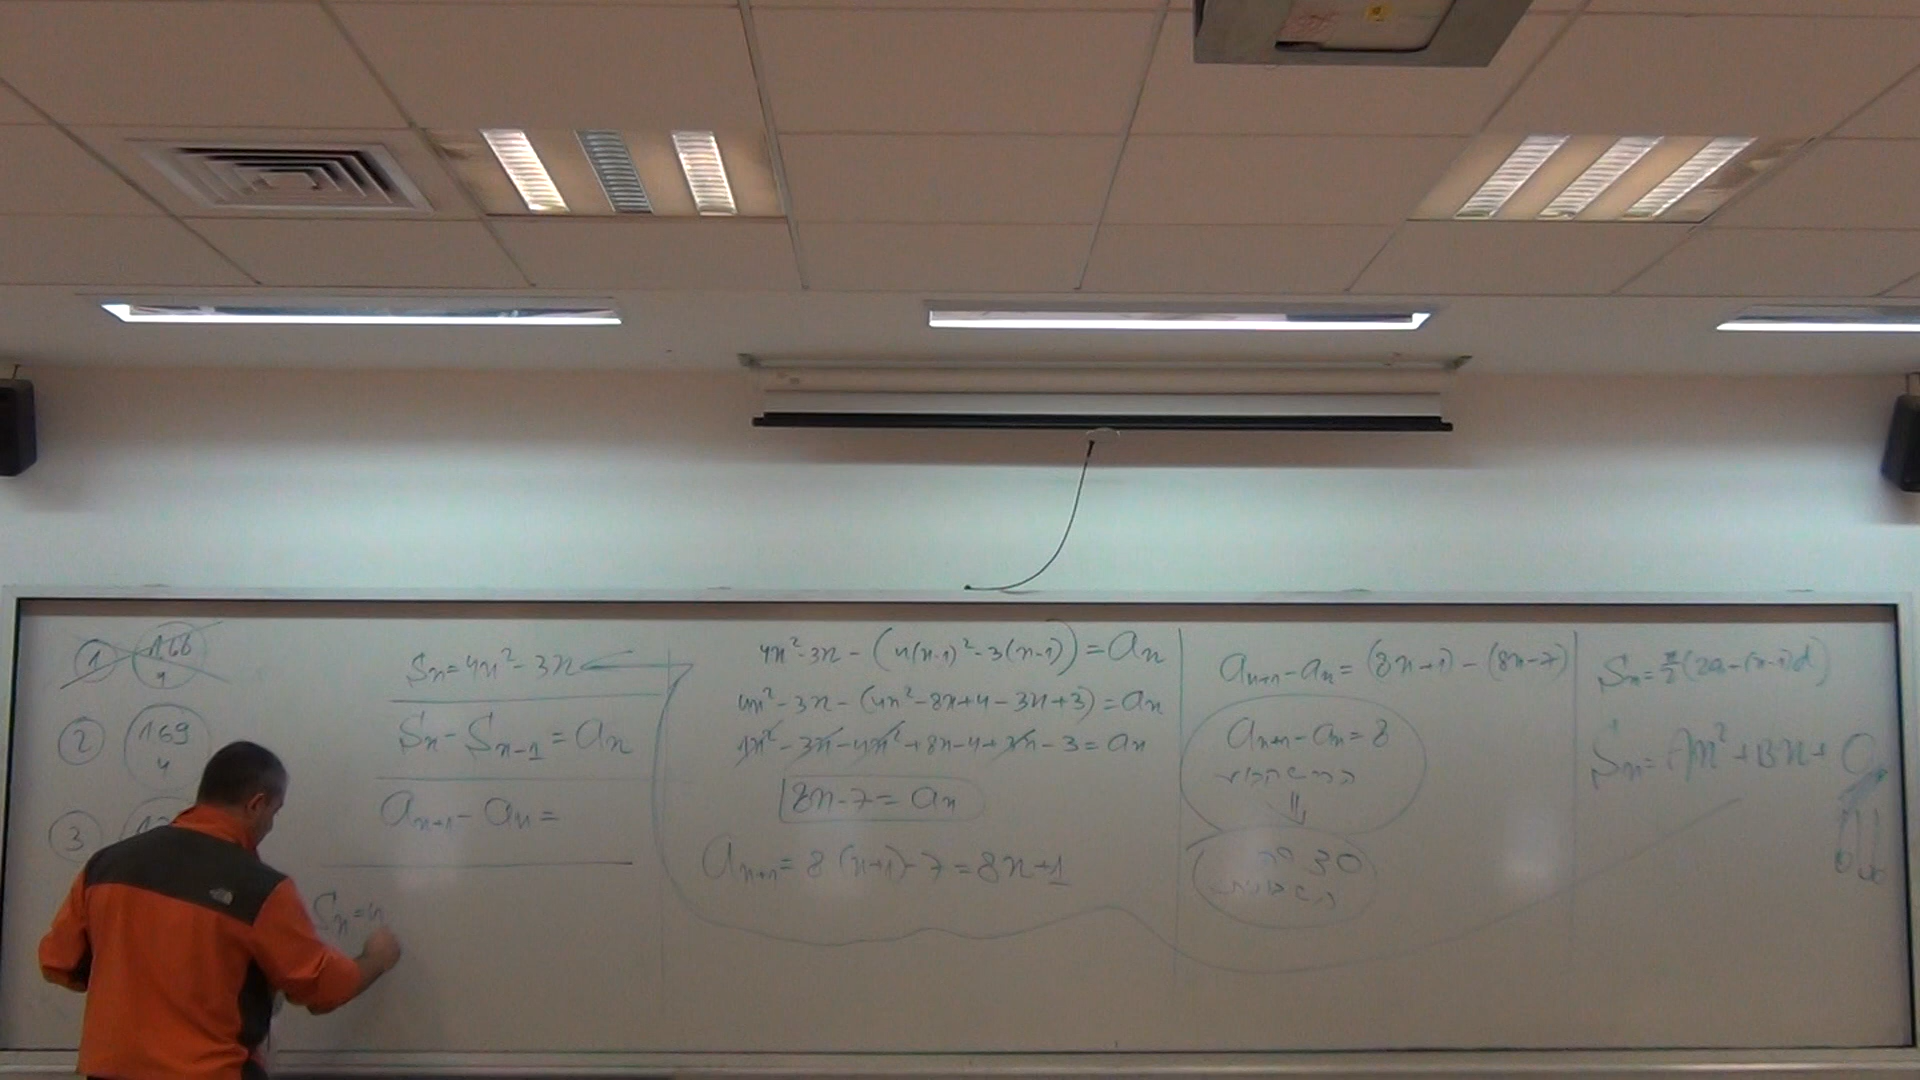 1 168
4
2 169
4
3
Sn=4n²-3n
Sn-Sn-1=an
an+1-an=
Sn=
4n²-3n-(4(n-1)²-3(n-1))=an
4n²-3n-(4n²-8n+4-3n+3)=an
4n²-3n-4n²+8n-4+3n-3=an
8n-7=an
an+1=8(n+1)-7=8n+1
an+1-an=(8n+1)-(8n-7)
an+1-an=8
Sn=n/2(2a-(n-1)d)
Sn=An²+Bn+